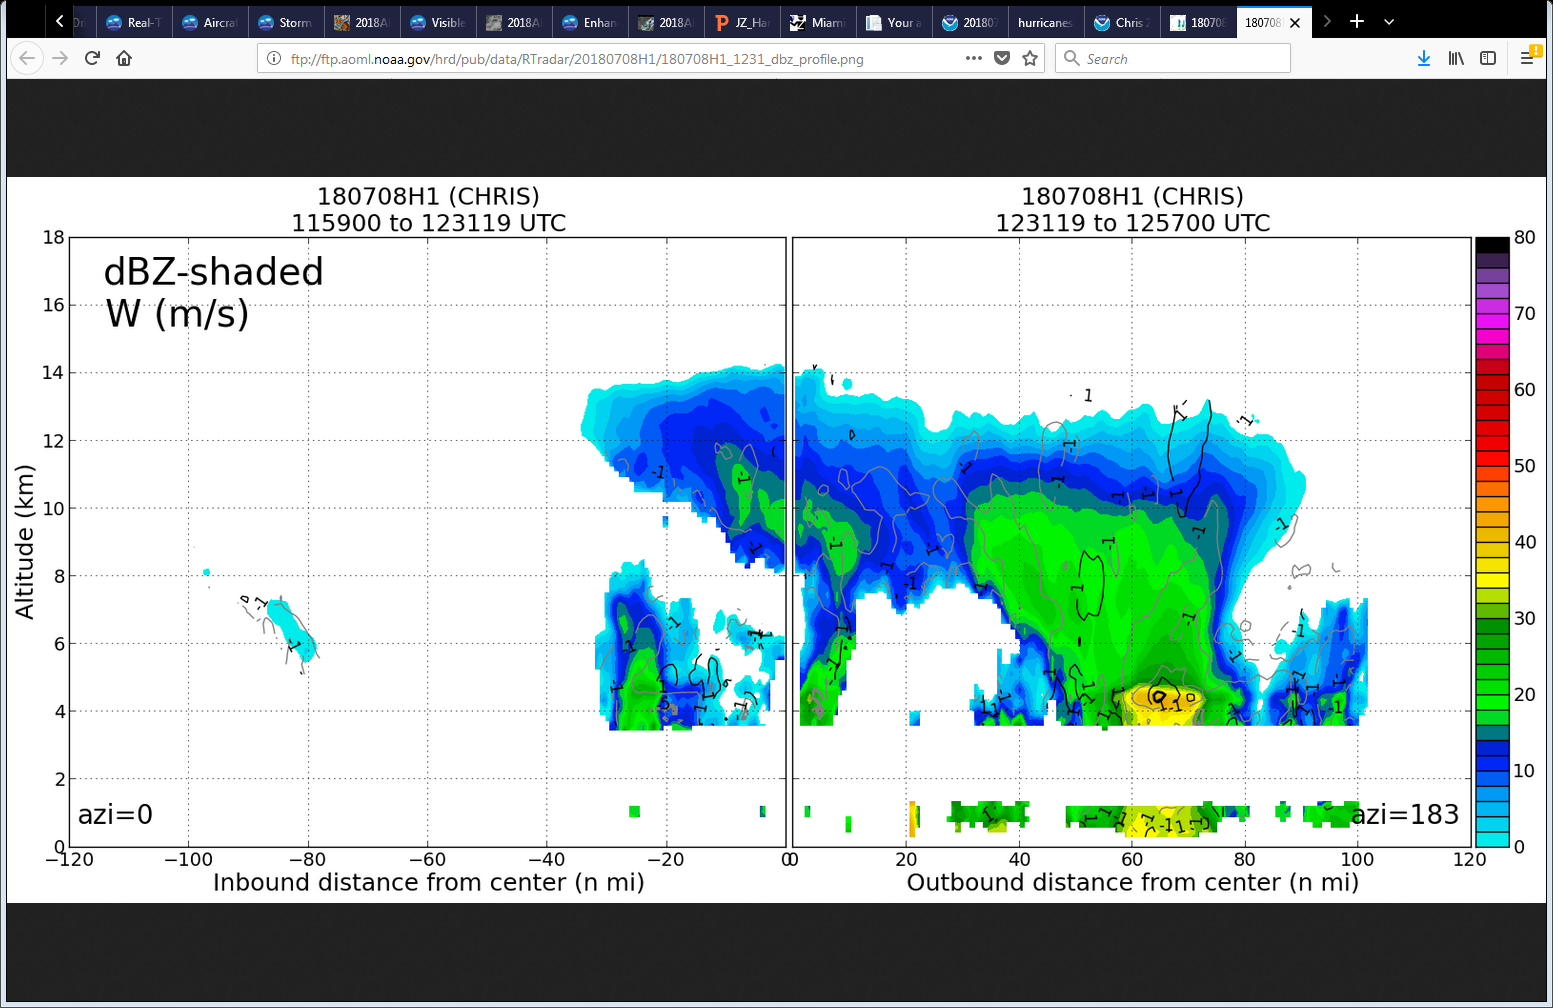 Real-T
Aircraf
Storm
2018A
Visible
2018A
Enhan
2018A
JZ_Har
Miami
Your a
201807
hurricanes
Chris 2
18070
180708
ftp://ftp.aoml.noaa.gov/hrd/pub/data/RTradar/20180708H1/180708H1_1231_dbz_profile.png
Search
180708H1 (CHRIS)
115900 to 123119 UTC
180708H1 (CHRIS)
123119 to 125700 UTC
dBZ-shaded
W (m/s)
18
16
14
12
10
8
6
4
2
0
Altitude (km)
azi=0
azi=183
−120 −100 −80 −60 −40 −20 0
0 20 40 60 80 100 120
Inbound distance from center (n mi)
Outbound distance from center (n mi)
80
70
60
50
40
30
20
10
0